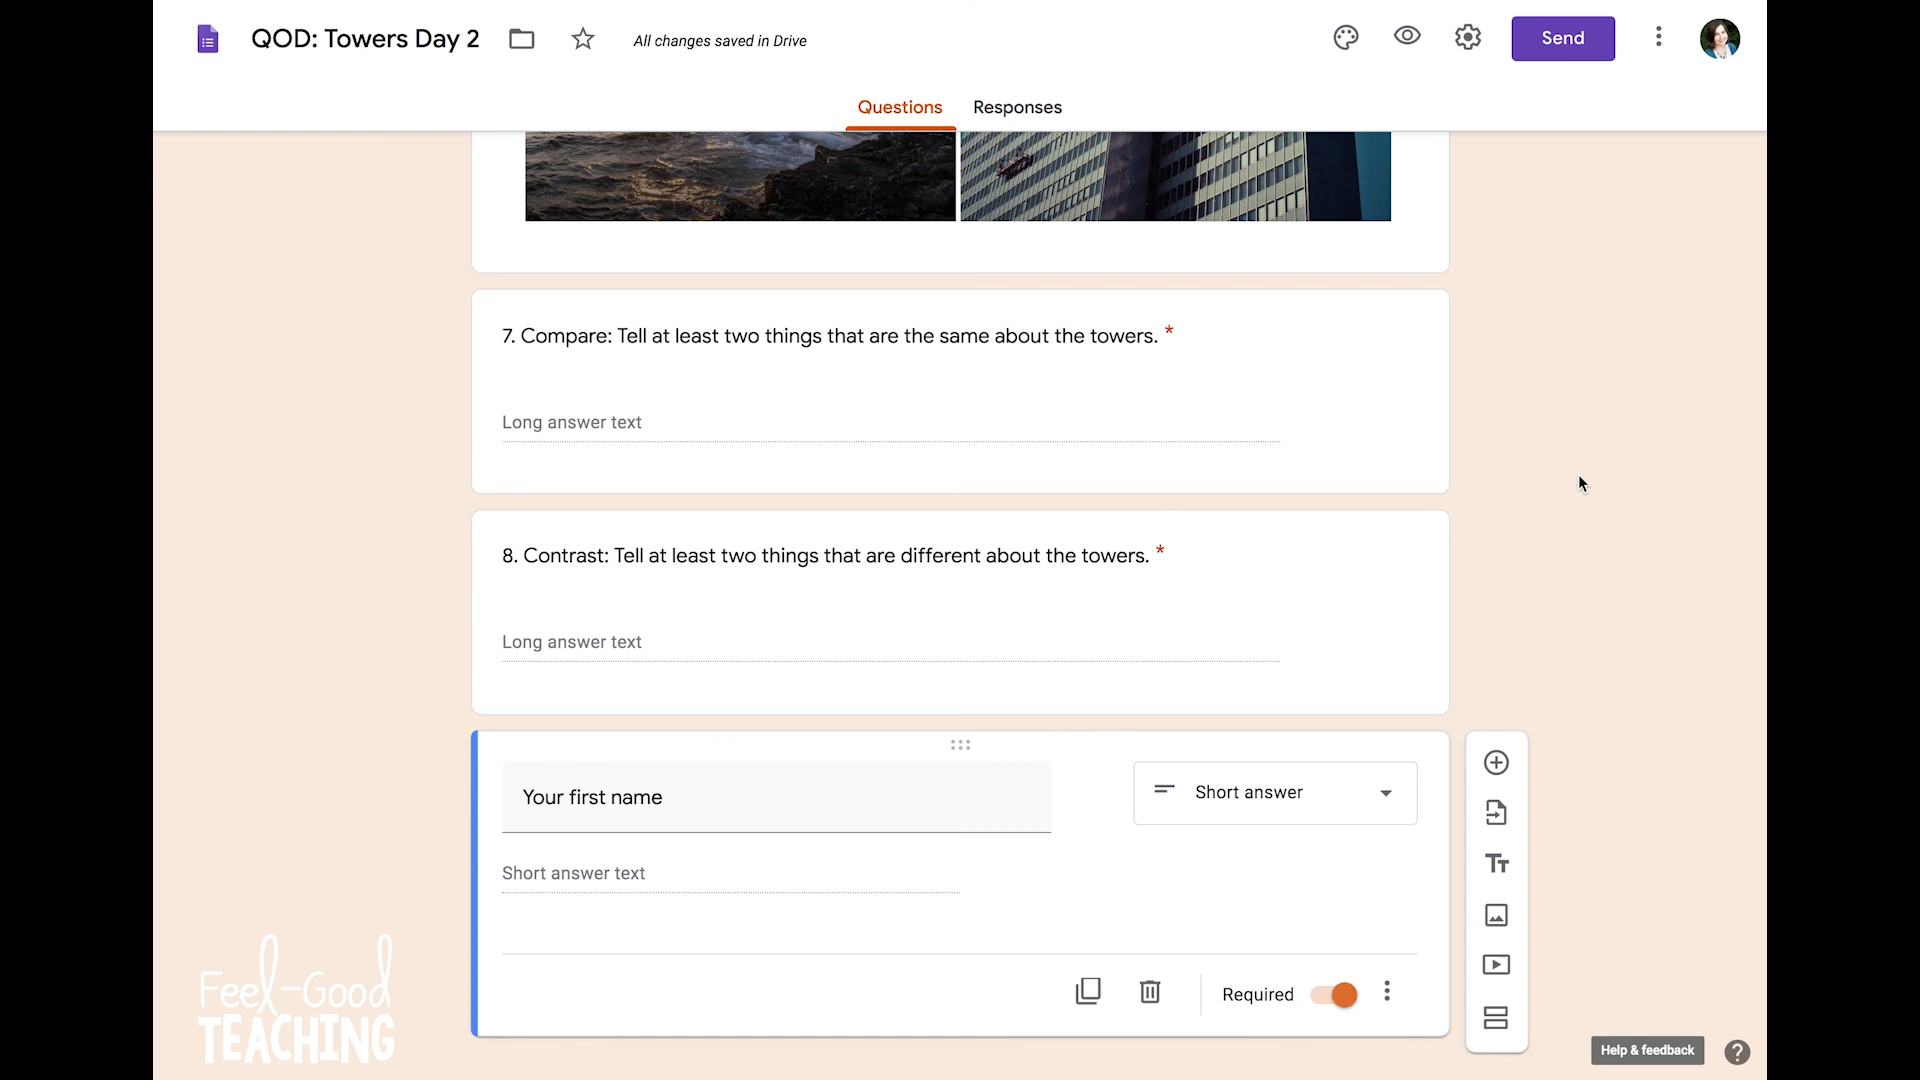 QOD: Towers Day 2
All changes saved in Drive
Send
Questions
Responses
7. Compare: Tell at least two things that are the same about the towers. *
Long answer text
8. Contrast: Tell at least two things that are different about the towers. *
Long answer text
Your first name
Short answer
Short answer text
Required
Tt
Feel-Good
TEACHING
Help & feedback